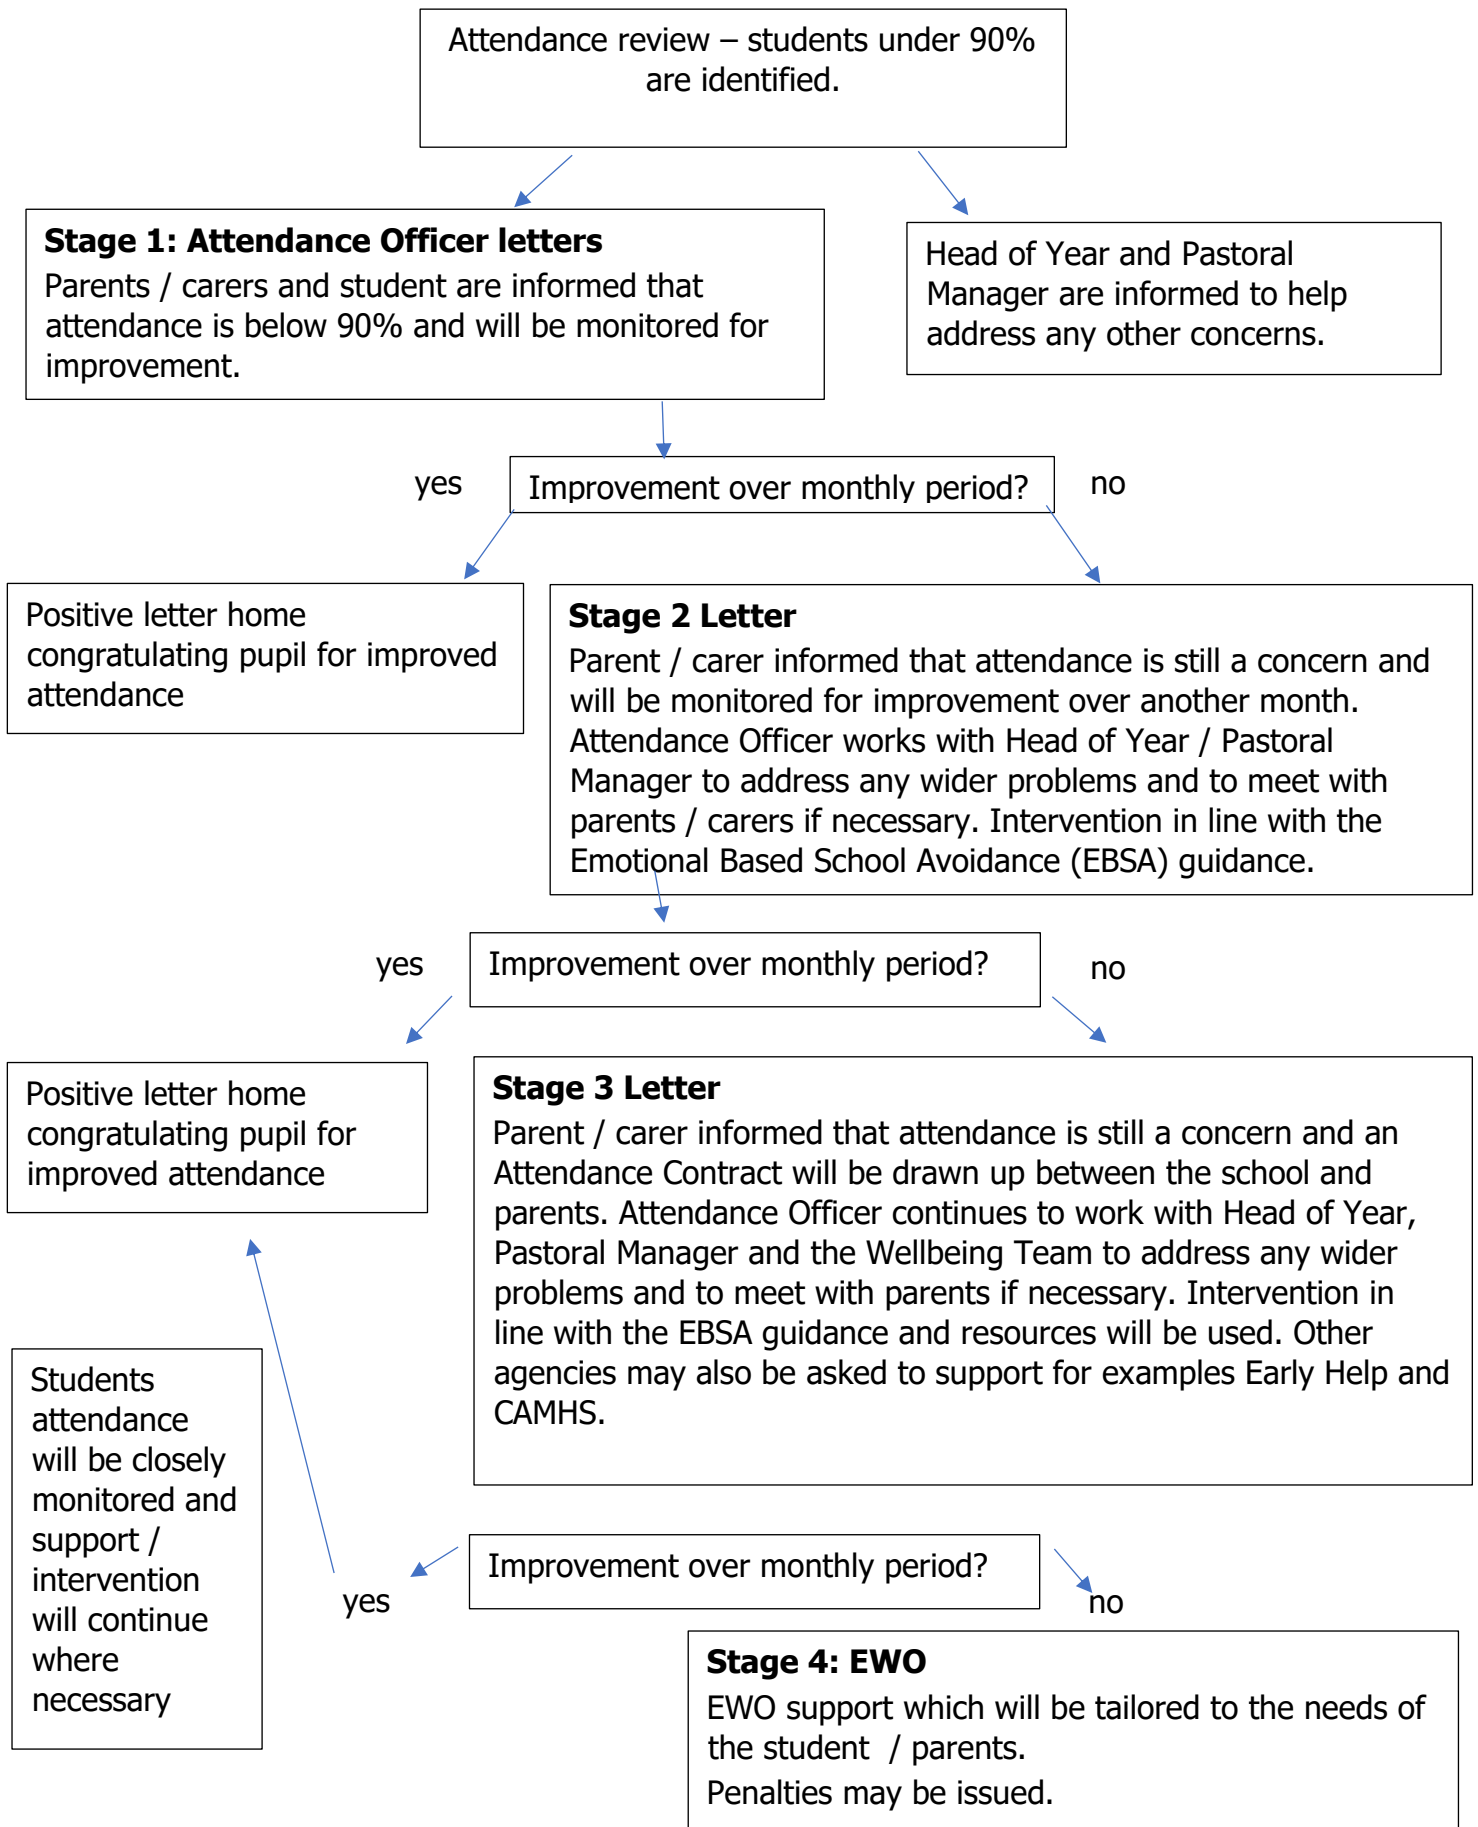 Attendance review – students under 90%
are identified.
Stage 1: Attendance Officer letters
Parents / carers and student are informed that
attendance is below 90% and will be monitored for
improvement.
Head of Year and Pastoral
Manager are informed to help
address any other concerns.
yes
Improvement over monthly period?
no
Positive letter home
congratulating pupil for improved
attendance
Stage 2 Letter
Parent / carer informed that attendance is still a concern and
will be monitored for improvement over another month.
Attendance Officer works with Head of Year / Pastoral
Manager to address any wider problems and to meet with
parents / carers if necessary. Intervention in line with the
Emotional Based School Avoidance (EBSA) guidance.
yes
Improvement over monthly period?
no
Positive letter home
congratulating pupil for
improved attendance
Stage 3 Letter
Parent / carer informed that attendance is still a concern and an
Attendance Contract will be drawn up between the school and
parents. Attendance Officer continues to work with Head of Year,
Pastoral Manager and the Wellbeing Team to address any wider
problems and to meet with parents if necessary. Intervention in
line with the EBSA guidance and resources will be used. Other
agencies may also be asked to support for examples Early Help and
CAMHS.
Students
attendance
will be closely
monitored and
support /
intervention
will continue
where
necessary
yes
Improvement over monthly period?
no
Stage 4: EWO
EWO support which will be tailored to the needs of
the student  / parents.
Penalties may be issued.